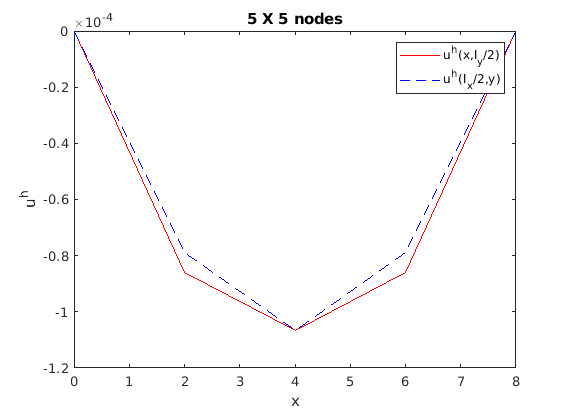 5 X 5 nodes
×10⁻⁴
0
-0.2
-0.4
-0.6
-0.8
-1
-1.2
uʰ
uʰ(x,l_y/2)
uʰ(l_x/2,y)
0 1 2 3 4 5 6 7 8
x